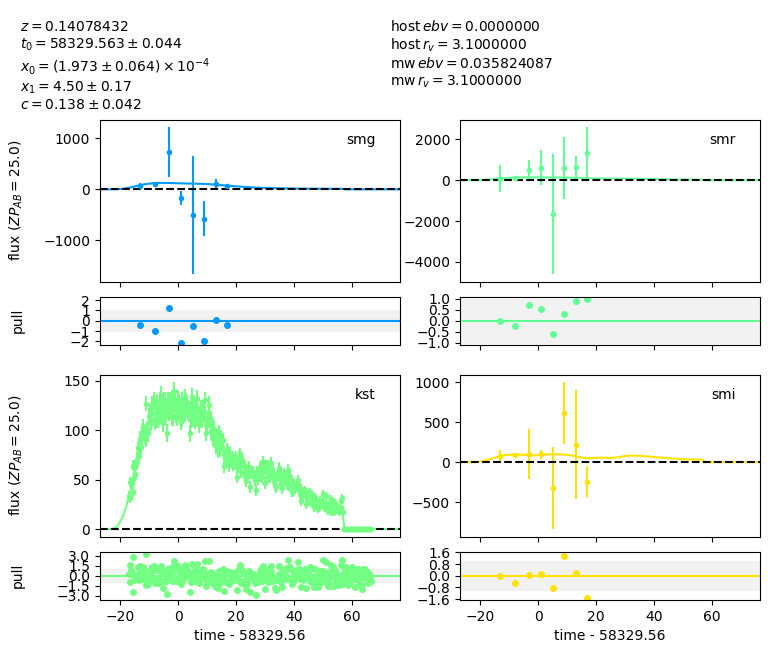 z = 0.14078432
t₀ = 58329.563 ± 0.044
x₀ = (1.973 ± 0.064) × 10⁻⁴
x₁ = 4.50 ± 0.17
c = 0.138 ± 0.042
host ebv = 0.0000000
host r_v = 3.1000000
mw ebv = 0.035824087
mw r_v = 3.1000000
flux (ZP_AB = 25.0)
1000
0
−1000
smg
2000
0
−2000
−4000
smr
pull
2
1
0
−1
−2
1.0
0.5
0.0
−0.5
−1.0
flux (ZP_AB = 25.0)
150
100
50
0
kst
1000
500
0
−500
smi
pull
3.0
1.5
0.0
−1.5
−3.0
−20 0 20 40 60
time - 58329.56
1.6
0.8
0.0
−0.8
−1.6
−20 0 20 40 60
time - 58329.56